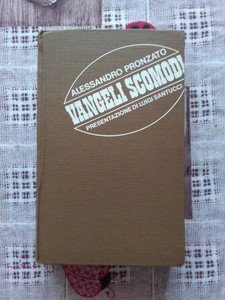 ALESSANDRO PRONZATO
VANGELI SCOMODI
PRESENTAZIONE DI LUIGI SANTUCCI